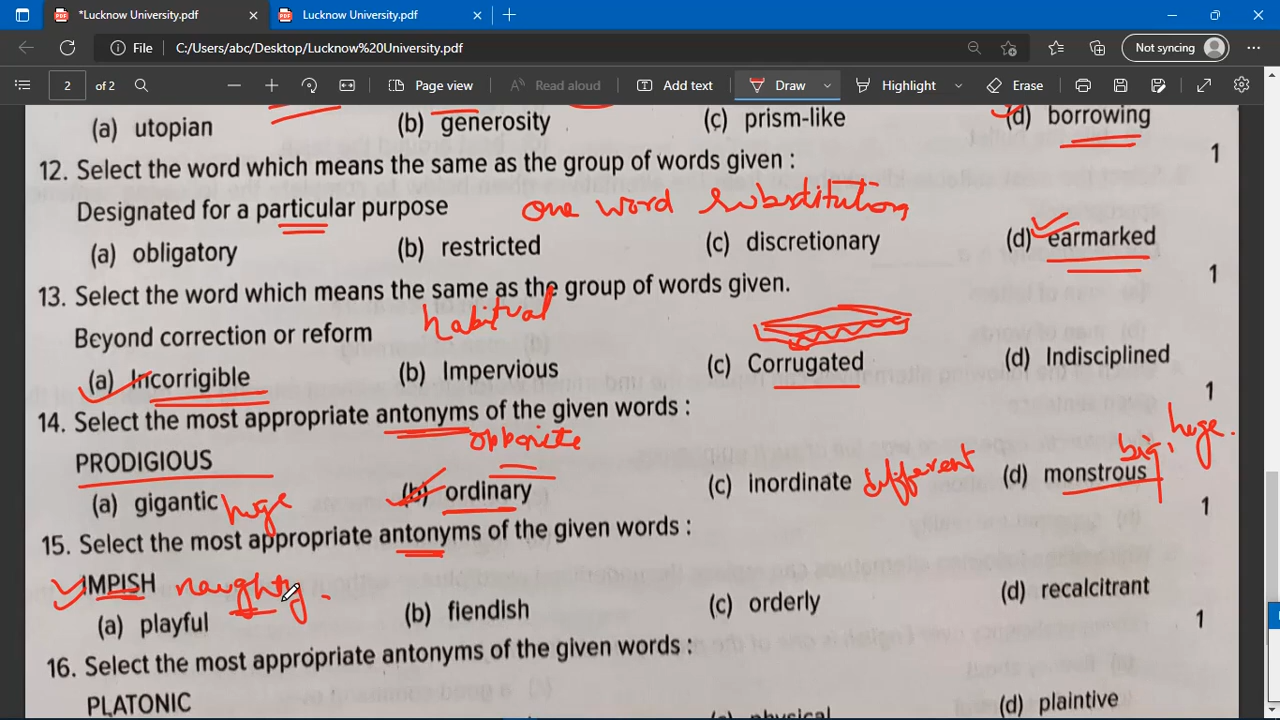 *Lucknow University.pdf
Lucknow University.pdf
File C:/Users/abc/Desktop/Lucknow%20University.pdf Not syncing
2 of 2 Page view Read aloud Add text Draw Highlight Erase
(a) utopian (b) generosity (c) prism-like (d) borrowing
12. Select the word which means the same as the group of words given : 1
Designated for a particular purpose one word substitution
(a) obligatory (b) restricted (c) discretionary (d) earmarked
13. Select the word which means the same as the group of words given. 1
Beyond correction or reform habitual
(a) Incorrigible (b) Impervious (c) Corrugated (d) Indisciplined
14. Select the most appropriate antonyms of the given words : 1
PRODIGIOUS opposite big, huge.
(a) gigantic huge (b) ordinary (c) inordinate different (d) monstrous
15. Select the most appropriate antonyms of the given words : 1
IMPISH naughty.
(a) playful (b) fiendish (c) orderly (d) recalcitrant
16. Select the most appropriate antonyms of the given words : 1
PLATONIC
(c) physical (d) plaintive